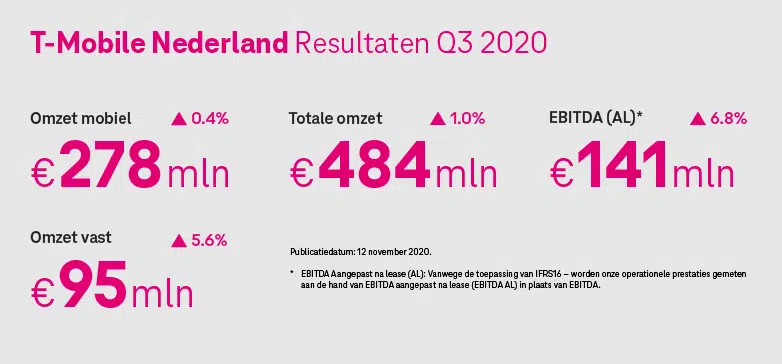 T-Mobile Nederland Resultaten Q3 2020
Omzet mobiel ▲ 0.4%
€278 mln
Totale omzet ▲ 1.0%
€484 mln
EBITDA (AL)* ▲ 6.8%
€141 mln
Omzet vast ▲ 5.6%
€95 mln
Publicatiedatum: 12 november 2020.
* EBITDA Aangepast na lease (AL): Vanwege de toepassing van IFRS16 – worden onze operationele prestaties gemeten
aan de hand van EBITDA aangepast na lease (EBITDA AL) in plaats van EBITDA.